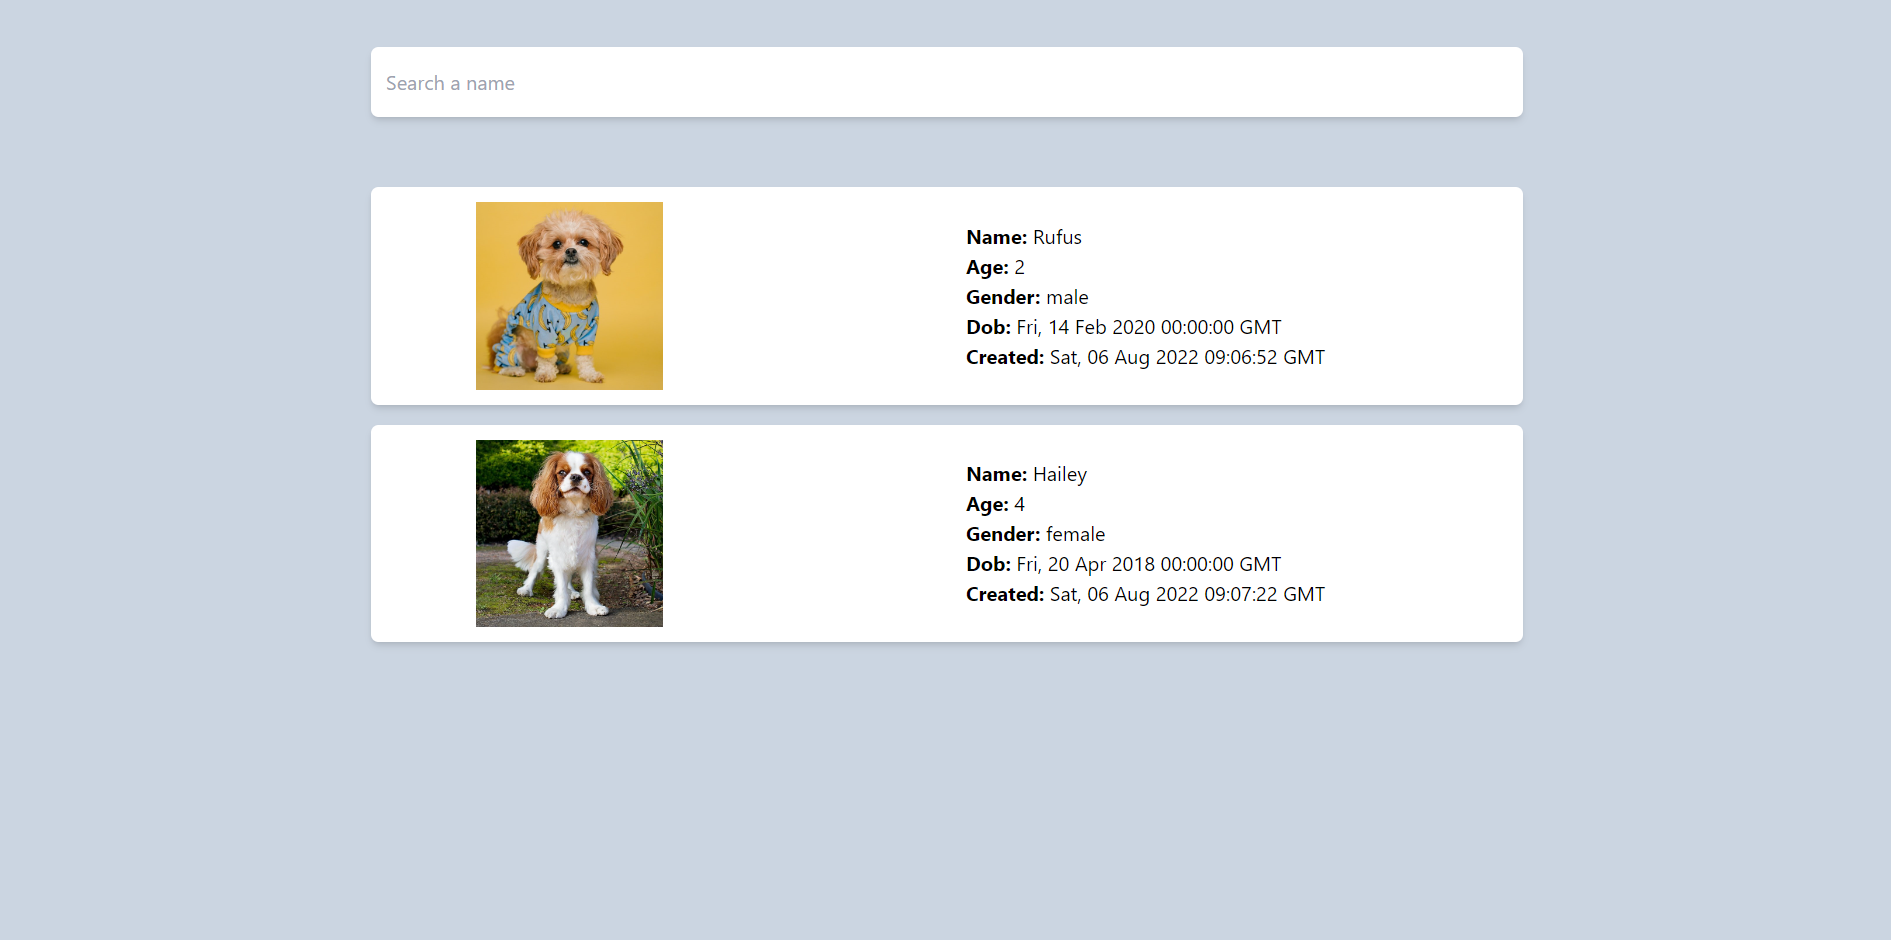 Search a name
Name: Rufus
Age: 2
Gender: male
Dob: Fri, 14 Feb 2020 00:00:00 GMT
Created: Sat, 06 Aug 2022 09:06:52 GMT
Name: Hailey
Age: 4
Gender: female
Dob: Fri, 20 Apr 2018 00:00:00 GMT
Created: Sat, 06 Aug 2022 09:07:22 GMT